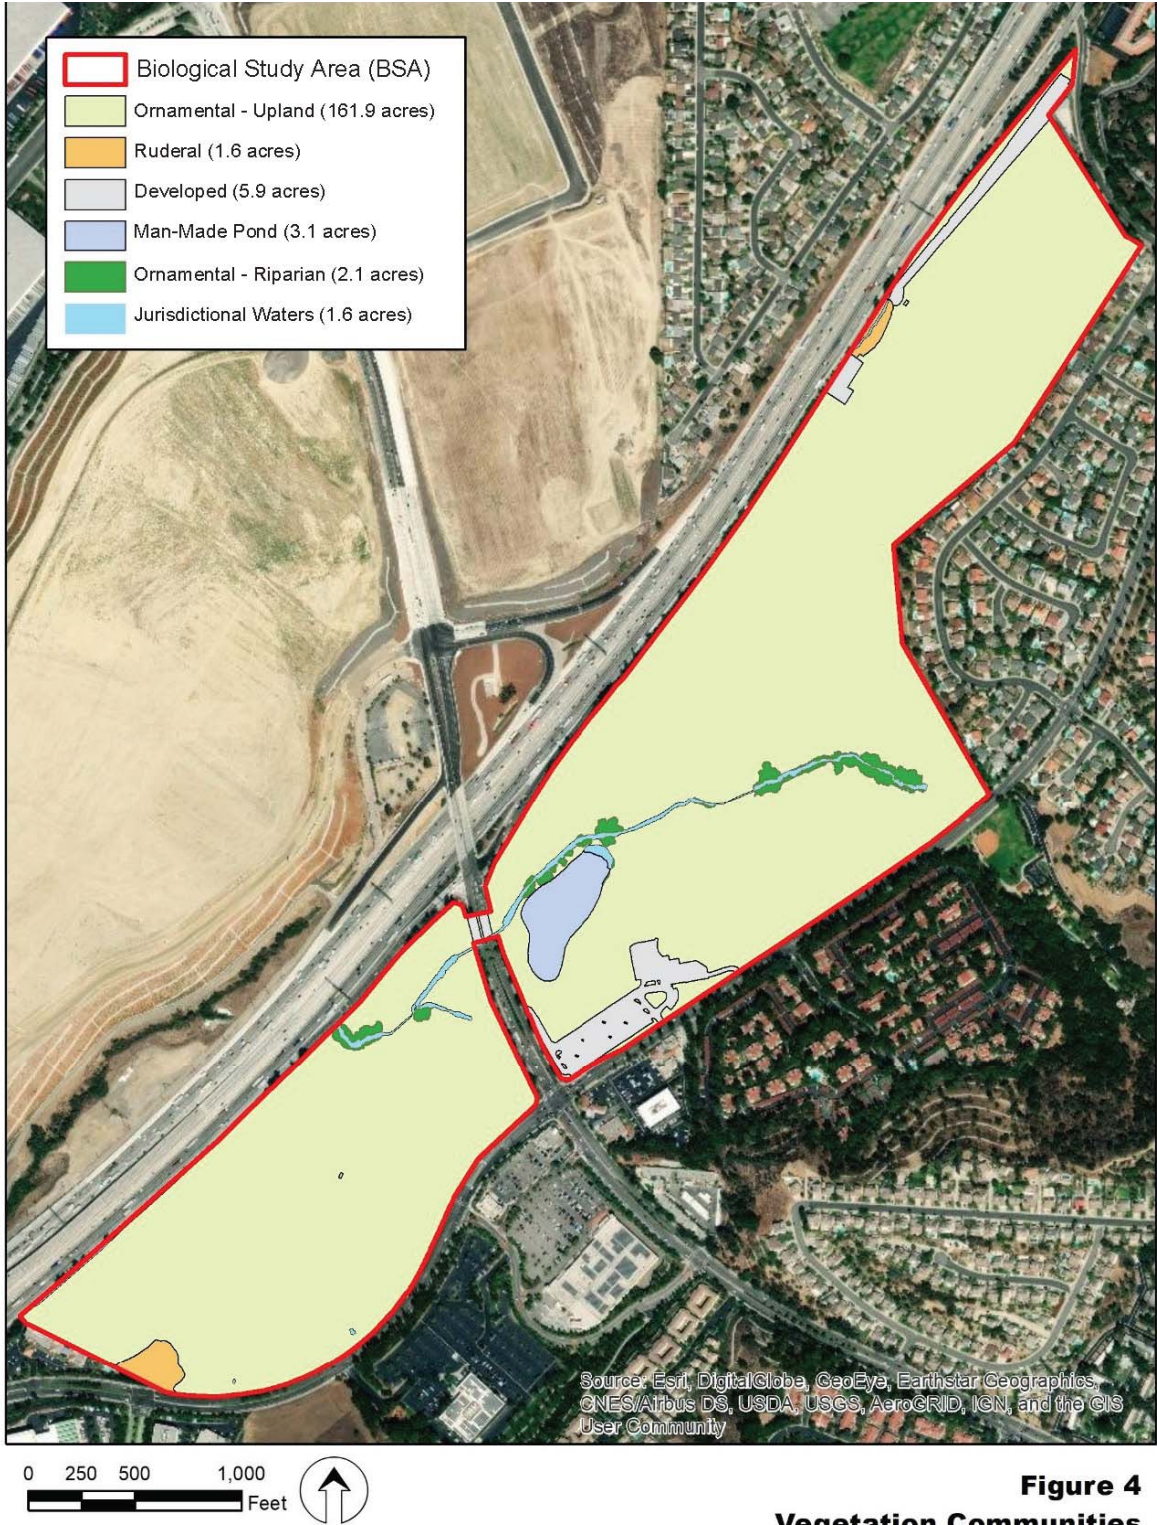 Biological Study Area (BSA)
Ornamental - Upland (161.9 acres)
Ruderal (1.6 acres)
Developed (5.9 acres)
Man-Made Pond (3.1 acres)
Ornamental - Riparian (2.1 acres)
Jurisdictional Waters (1.6 acres)
Source: Esri, DigitalGlobe, GeoEye, Earthstar Geographics,
CNES/Airbus DS, USDA, USGS, AeroGRID, IGN, and the GIS
User Community
0 250 500 1,000
Feet
Figure 4
Vegetation Communities